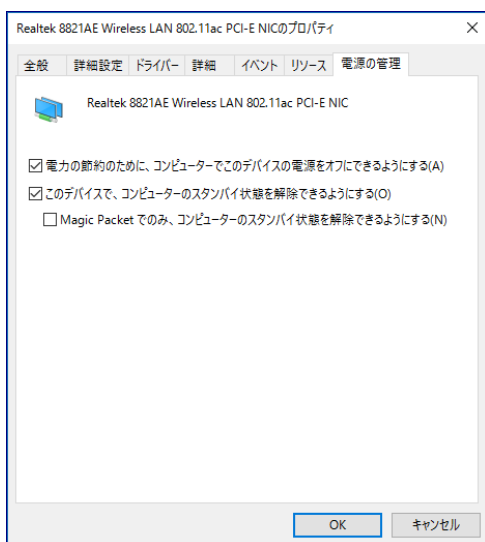 Realtek 8821AE Wireless LAN 802.11ac PCI-E NICのプロパティ
全般 詳細設定 ドライバー 詳細 イベント リソース 電源の管理
Realtek 8821AE Wireless LAN 802.11ac PCI-E NIC
電力の節約のために、コンピューターでこのデバイスの電源をオフにできるようにする(A)
このデバイスで、コンピューターのスタンバイ状態を解除できるようにする(O)
Magic Packet でのみ、コンピューターのスタンバイ状態を解除できるようにする(N)
OK キャンセル